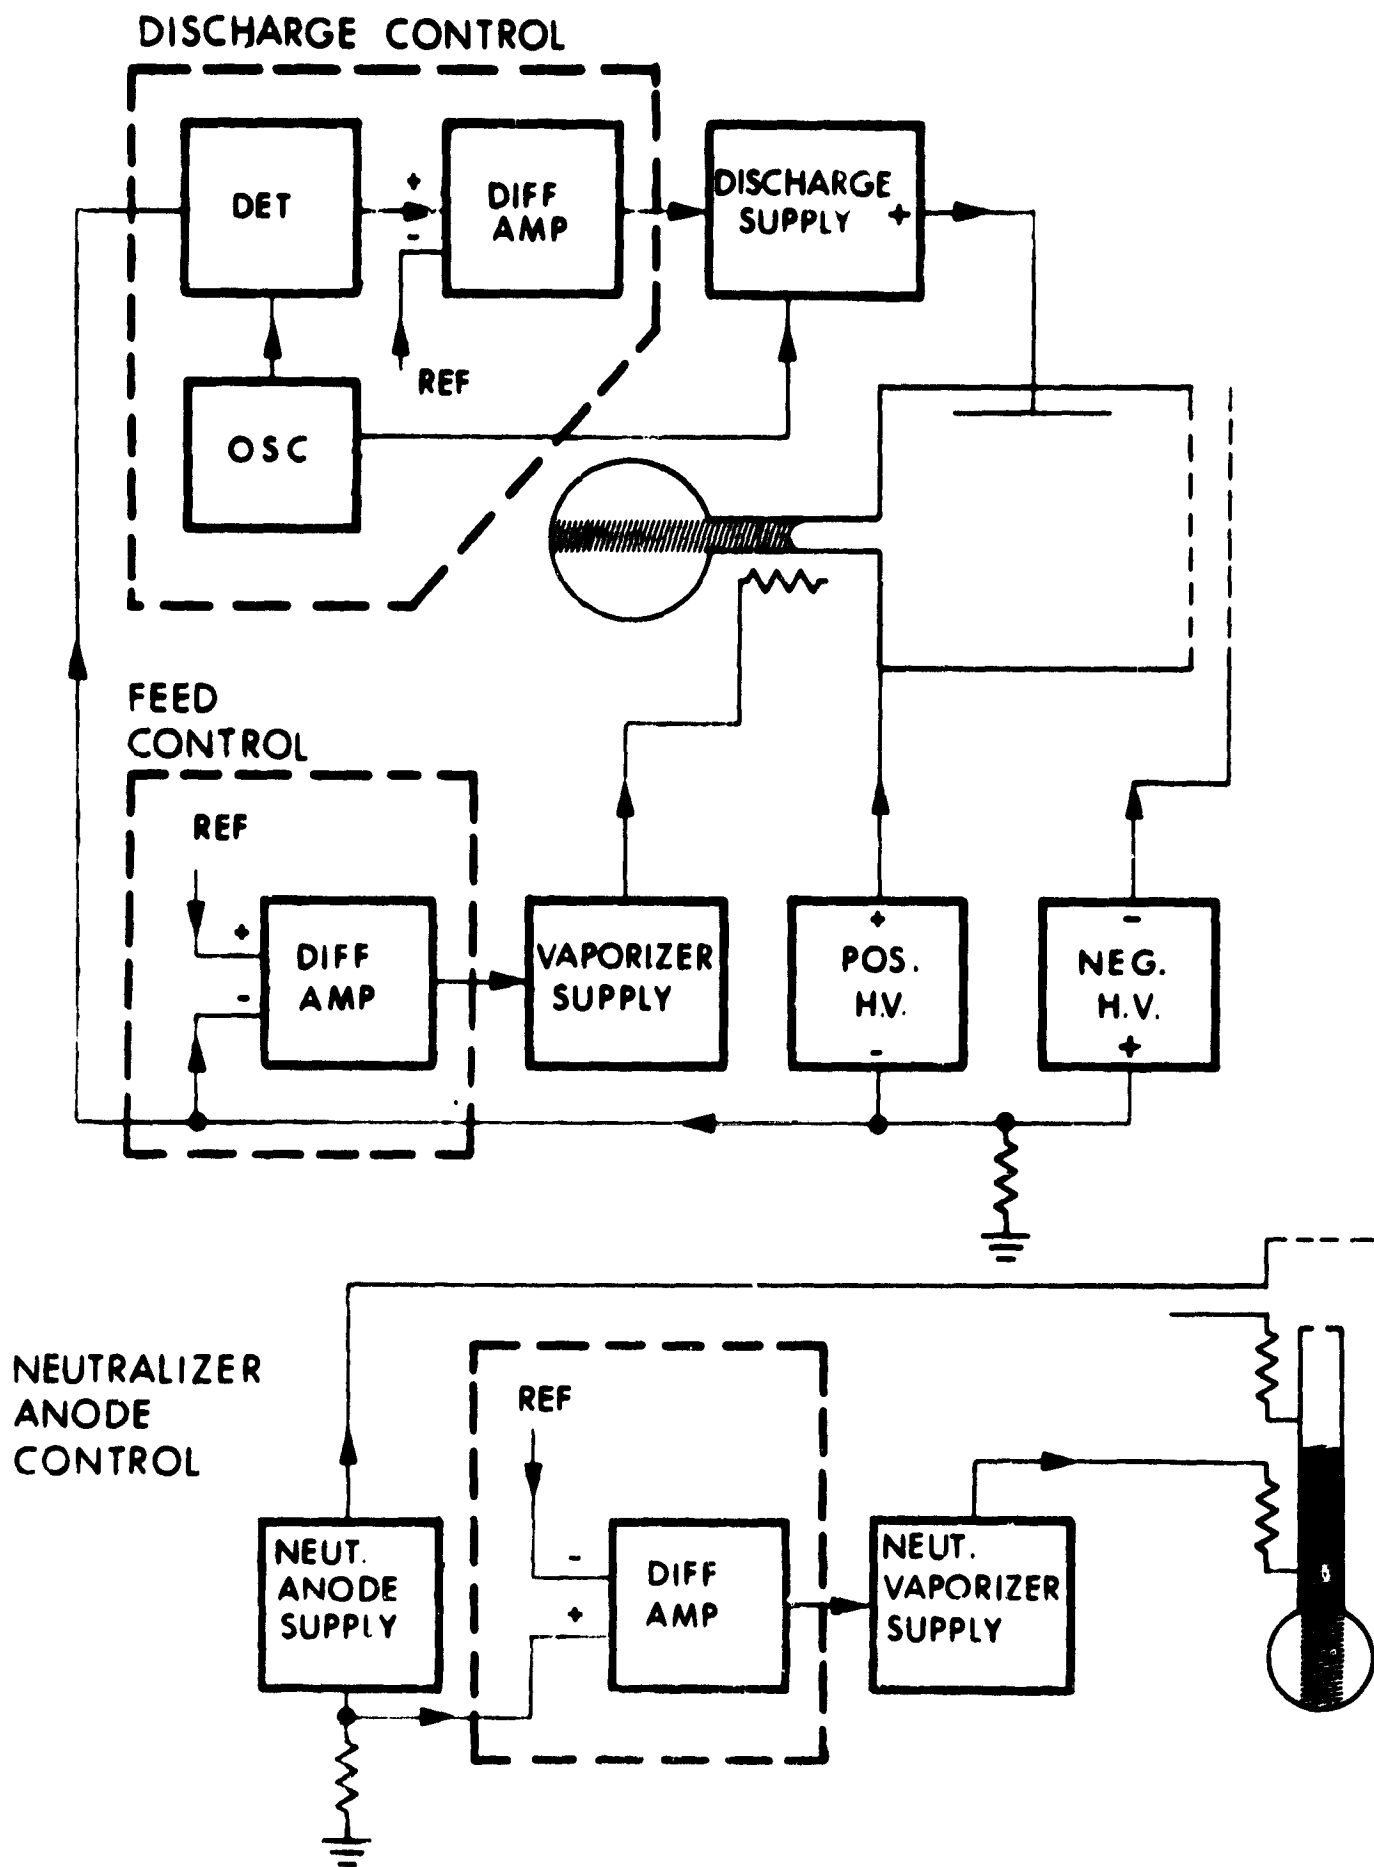 DISCHARGE CONTROL
DET
+
-
DIFF
AMP
DISCHARGE
SUPPLY +
REF
OSC
FEED
CONTROL
REF
+
-
DIFF
AMP
VAPORIZER
SUPPLY
+
POS.
H.V.
-
-
NEG.
H.V.
+
NEUTRALIZER
ANODE
CONTROL
REF
NEUT.
ANODE
SUPPLY
-
+
DIFF
AMP
NEUT.
VAPORIZER
SUPPLY